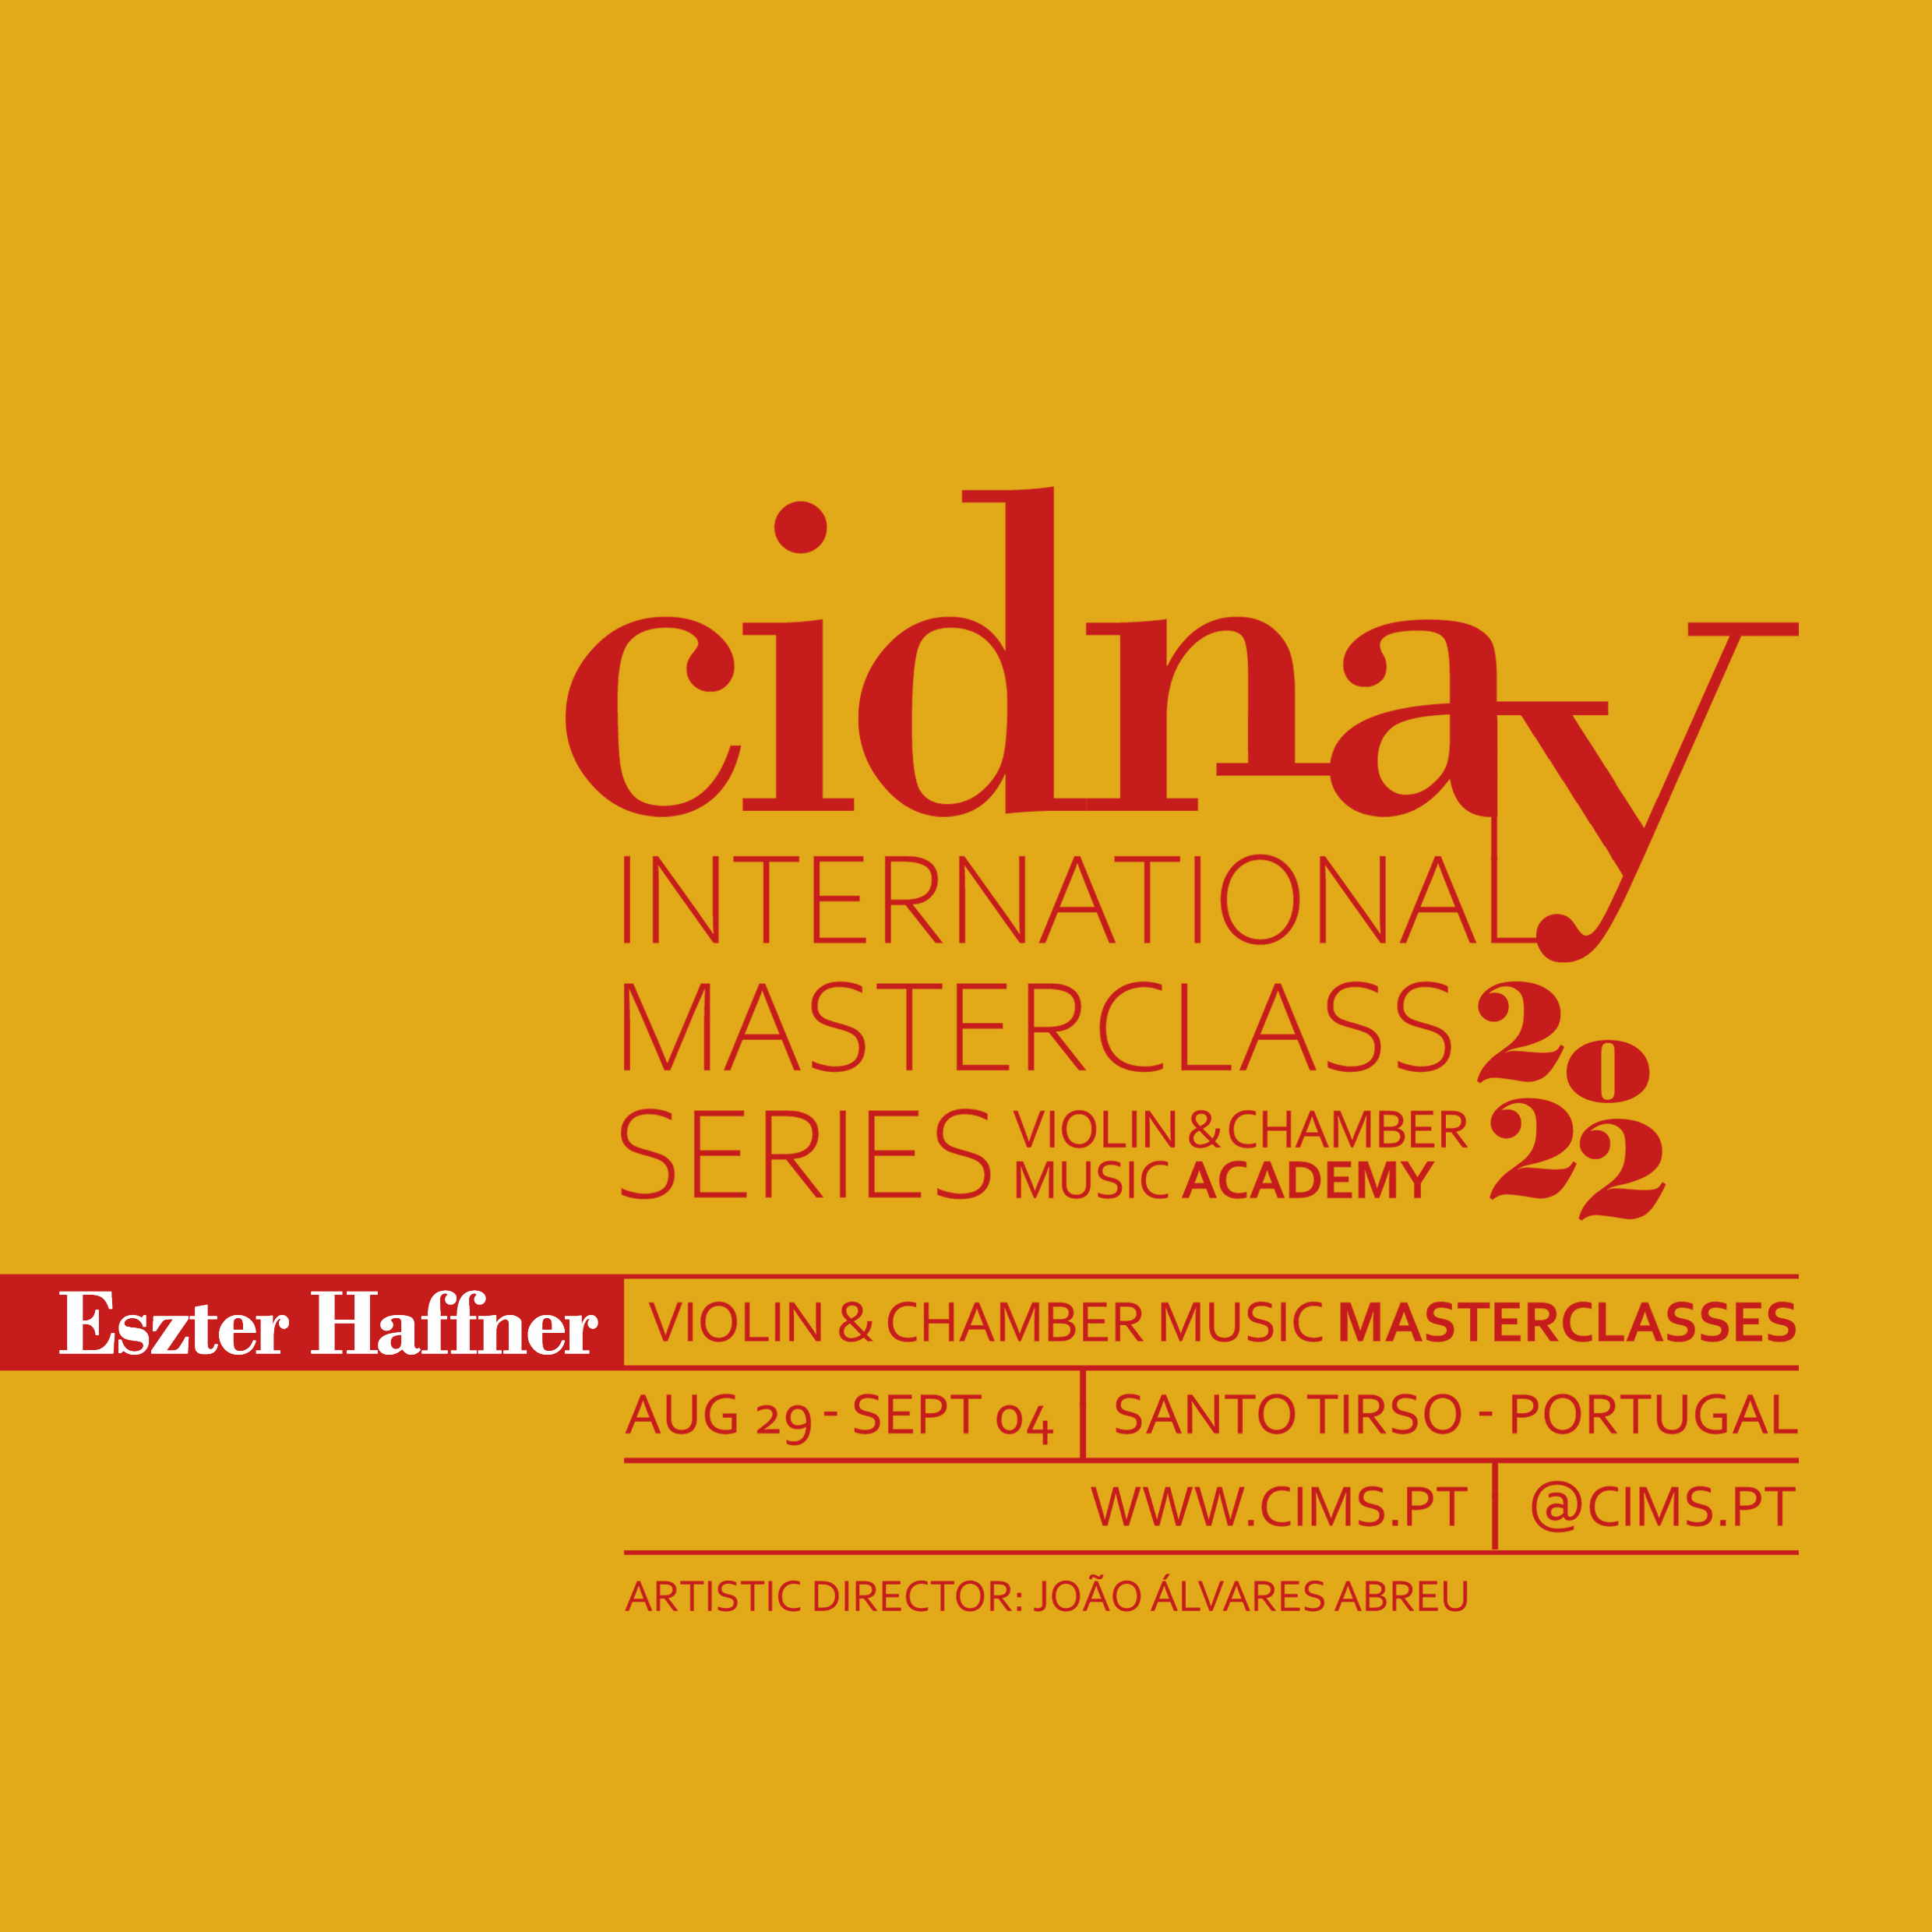 cidnay
INTERNATIONAL
MASTERCLASS
SERIES
VIOLIN & CHAMBER
MUSIC ACADEMY
2022
Eszter Haffner
VIOLIN & CHAMBER MUSIC MASTERCLASSES
AUG 29 - SEPT 04
SANTO TIRSO - PORTUGAL
WWW.CIMS.PT
@CIMS.PT
ARTISTIC DIRECTOR: JOÃO ÁLVARES ABREU